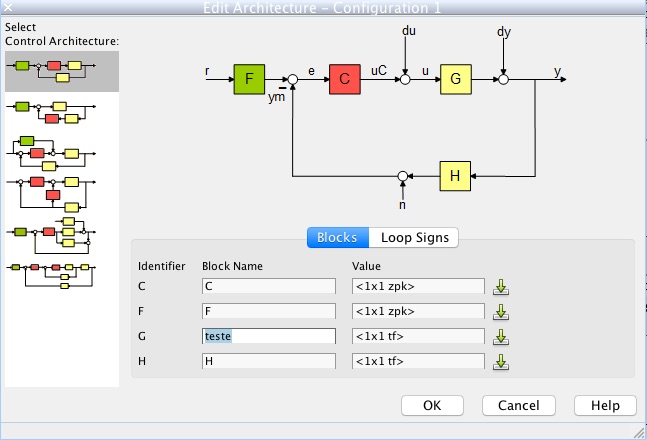 Edit Architecture – Configuration 1
Select
Control Architecture:
du
dy
r
F
e
C
uC
u
G
y
ym
H
n
Blocks
Loop Signs
Identifier Block Name Value
C C <1x1 zpk>
F F <1x1 zpk>
G teste <1x1 tf>
H H <1x1 tf>
OK Cancel Help